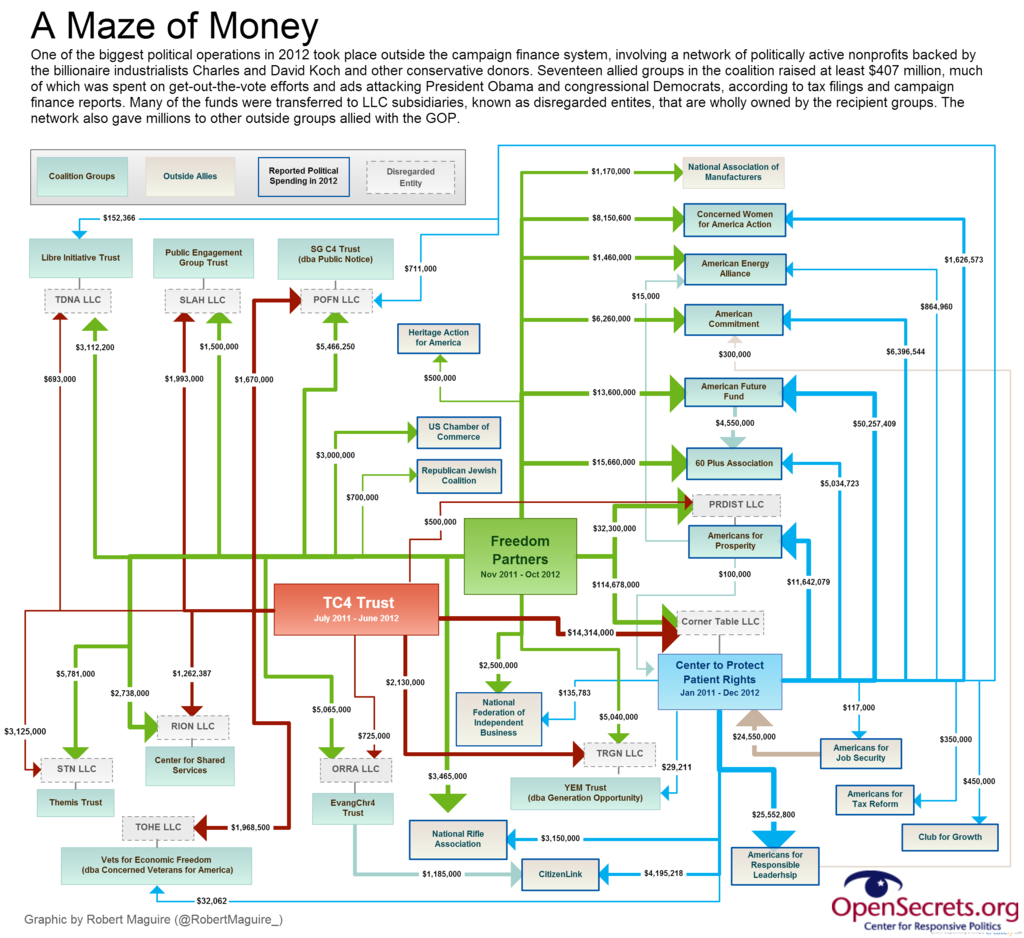 A Maze of Money
One of the biggest political operations in 2012 took place outside the campaign finance system, involving a network of politically active nonprofits backed by
the billionaire industrialists Charles and David Koch and other conservative donors. Seventeen allied groups in the coalition raised at least $407 million, much
of which was spent on get-out-the-vote efforts and ads attacking President Obama and congressional Democrats, according to tax filings and campaign
finance reports. Many of the funds were transferred to LLC subsidiaries, known as disregarded entites, that are wholly owned by the recipient groups. The
network also gave millions to other outside groups allied with the GOP.
Coalition Groups
Outside Allies
Reported Political
Spending in 2012
Disregarded
Entity
$1,170,000
National Association of
Manufacturers
$152,366
$8,150,600
Concerned Women
for America Action
$1,626,573
Libre Initiative Trust
Public Engagement
Group Trust
SG C4 Trust
(dba Public Notice)
$711,000
$1,460,000
American Energy
Alliance
$15,000
$864,960
TDNA LLC
SLAH LLC
POFN LLC
$6,260,000
American
Commitment
Heritage Action
for America
$3,112,200
$1,500,000
$5,466,250
$300,000
$6,396,544
$693,000
$1,993,000
$1,670,000
$500,000
$13,600,000
American Future
Fund
$4,550,000
$50,257,409
US Chamber of
Commerce
$3,000,000
$15,660,000
60 Plus Association
$5,034,723
Republican Jewish
Coalition
$700,000
PRDIST LLC
$500,000
$32,300,000
Freedom
Partners
Nov 2011 - Oct 2012
Americans for
Prosperity
$100,000
$114,678,000
$11,642,079
TC4 Trust
July 2011 - June 2012
$14,314,000
Corner Table LLC
Center to Protect
Patient Rights
Jan 2011 - Dec 2012
$5,781,000
$2,738,000
$1,262,387
$2,130,000
$2,500,000
$135,783
$5,065,000
$5,040,000
$117,000
$3,125,000
RION LLC
$725,000
National
Federation of
Independent
Business
$24,550,000
$350,000
Center for Shared
Services
STN LLC
ORRA LLC
TRGN LLC
$29,211
Americans for
Job Security
$3,465,000
$450,000
Themis Trust
EvangChr4
Trust
YEM Trust
(dba Generation Opportunity)
Americans for
Tax Reform
$25,552,800
TOHE LLC
$1,968,500
National Rifle
Association
$3,150,000
Club for Growth
Vets for Economic Freedom
(dba Concerned Veterans for America)
$1,185,000
CitizenLink
$4,195,218
Americans for
Responsible
Leaderhsip
$32,062
Graphic by Robert Maguire (@RobertMaguire_)
OpenSecrets.org
Center for Responsive Politics